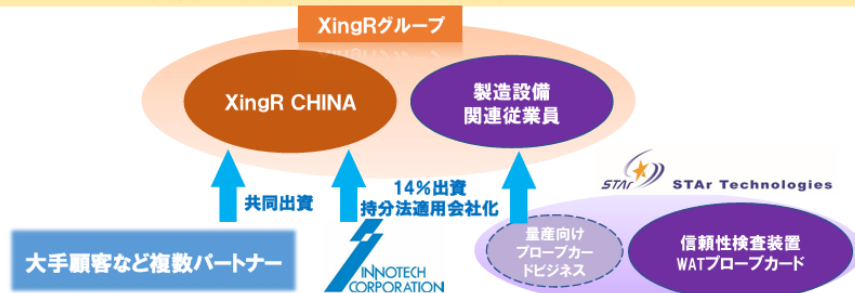 XingRグループ
XingR CHINA
製造設備
関連従業員
共同出資
14%出資
持分法適用会社化
STAr
STAr Technologies
大手顧客など複数パートナー
INNOTECH
CORPORATION
量産向け
プローブカー
ドビジネス
信頼性検査装置
WATプローブカード